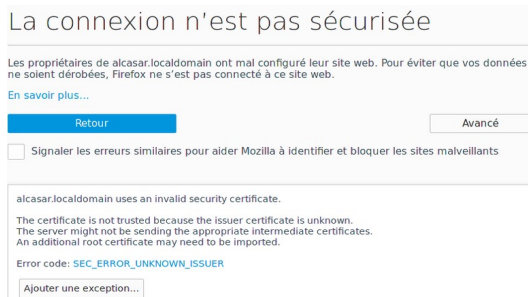 La connexion n’est pas sécurisée
Les propriétaires de alcasar.localdomain ont mal configuré leur site web. Pour éviter que vos données
ne soient dérobées, Firefox ne s’est pas connecté à ce site web.
En savoir plus…
Retour
Avancé
Signaler les erreurs similaires pour aider Mozilla à identifier et bloquer les sites malveillants
alcasar.localdomain uses an invalid security certificate.
The certificate is not trusted because the issuer certificate is unknown.
The server might not be sending the appropriate intermediate certificates.
An additional root certificate may need to be imported.
Error code: SEC_ERROR_UNKNOWN_ISSUER
Ajouter une exception…